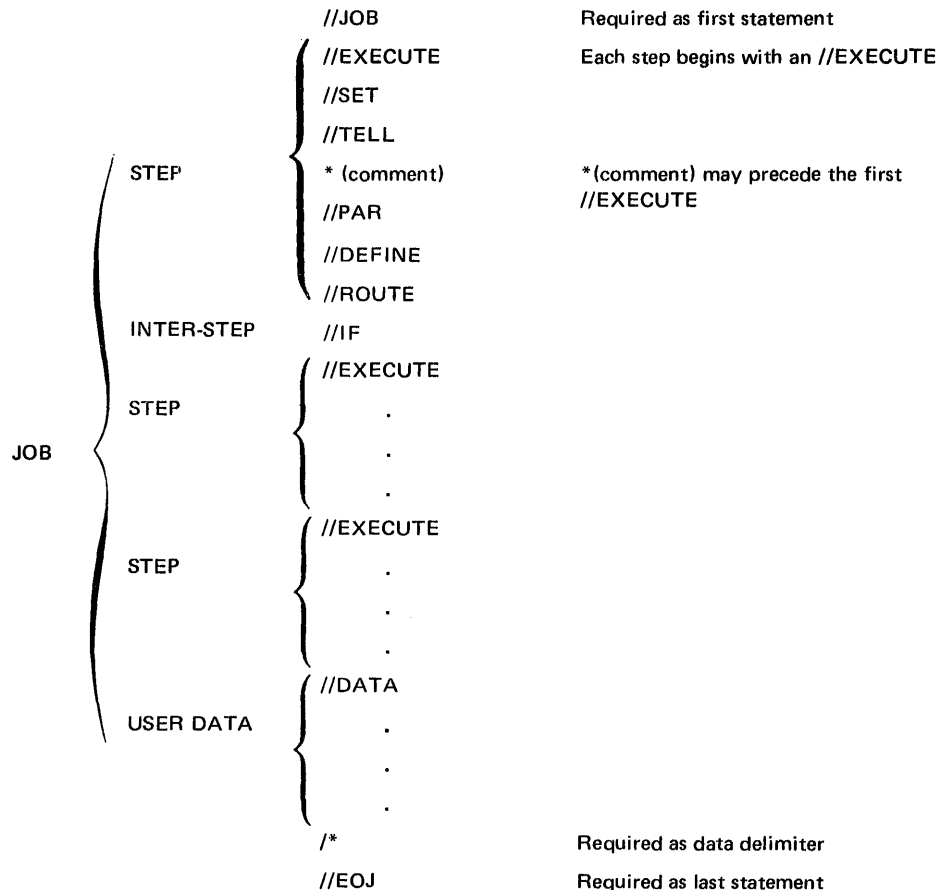 //JOB Required as first statement
//EXECUTE Each step begins with an //EXECUTE
//SET
//TELL
STEP * (comment) *(comment) may precede the first
//EXECUTE
//PAR
//DEFINE
//ROUTE
INTER-STEP //IF
//EXECUTE
STEP .
JOB .
.
//EXECUTE
STEP .
.
.
//DATA
USER DATA .
.
.
/* Required as data delimiter
//EOJ Required as last statement